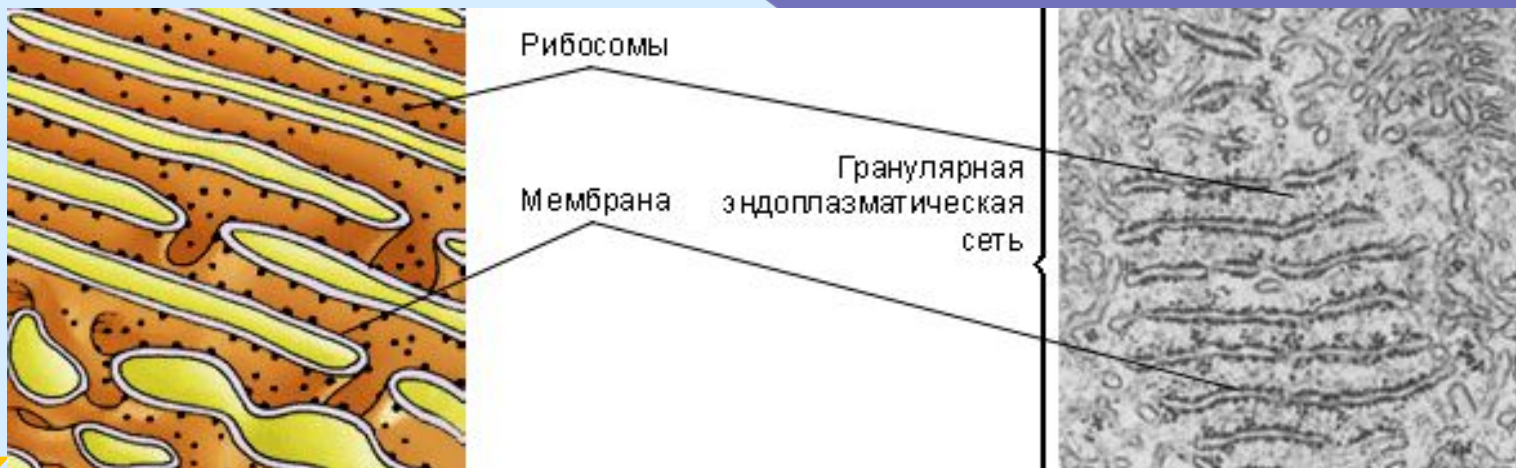 Рибосомы
Мембрана
Гранулярная
эндоплазматическая
сеть